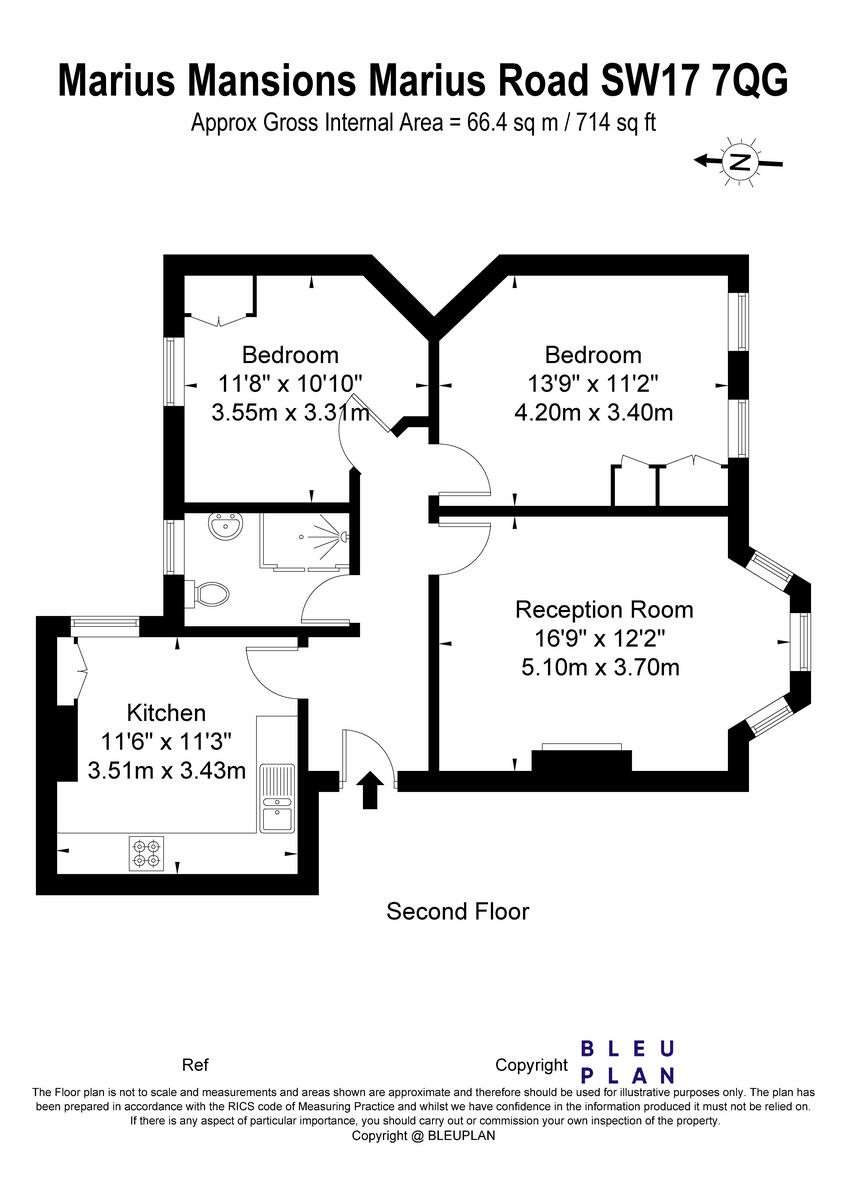 Marius Mansions Marius Road SW17 7QG
Approx Gross Internal Area = 66.4 sq m / 714 sq ft
N
Bedroom
11'8" x 10'10"
3.55m x 3.31m
Bedroom
13'9" x 11'2"
4.20m x 3.40m
Reception Room
16'9" x 12'2"
5.10m x 3.70m
Kitchen
11'6" x 11'3"
3.51m x 3.43m
Second Floor
Ref
Copyright
BLEU
PLAN
The Floor plan is not to scale and measurements and areas shown are approximate and therefore should be used for illustrative purposes only. The plan has
been prepared in accordance with the RICS code of Measuring Practice and whilst we have confidence in the information produced it must not be relied on.
If there is any aspect of particular importance, you should carry out or commission your own inspection of the property.
Copyright @ BLEUPLAN